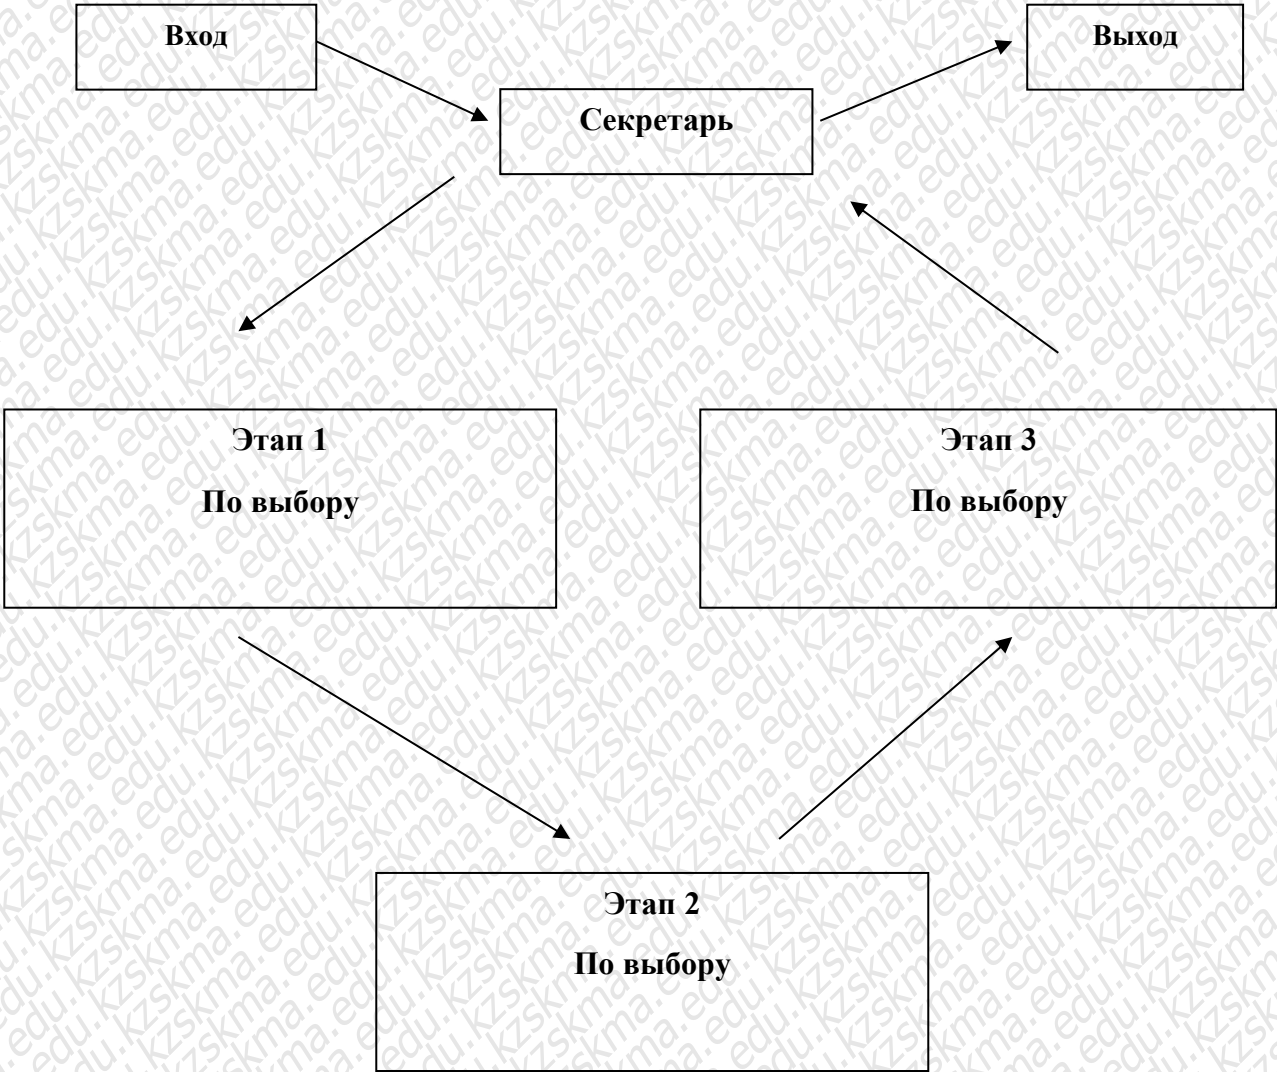 Вход
Выход
Секретарь
Этап 1
По выбору
Этап 3
По выбору
Этап 2
По выбору